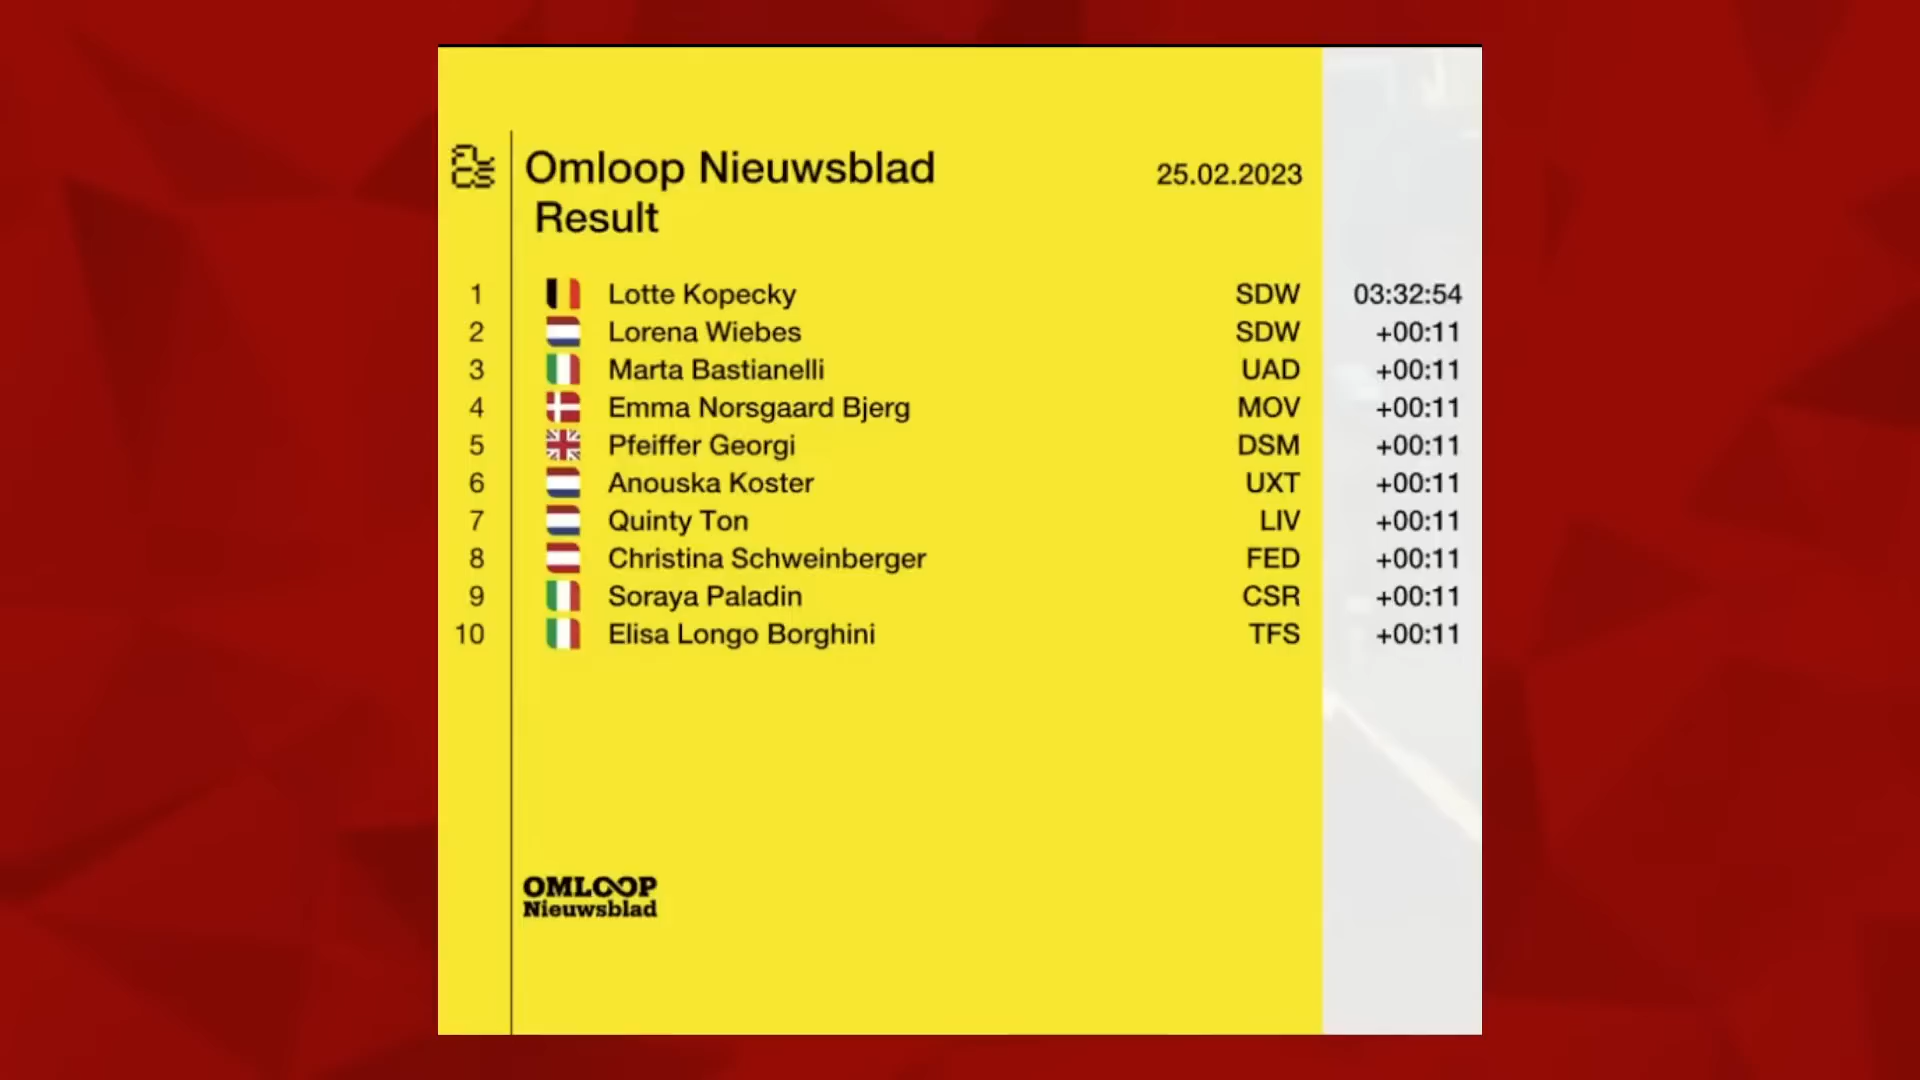 FL
CS
Omloop Nieuwsblad 25.02.2023
Result
1 Lotte Kopecky SDW 03:32:54
2 Lorena Wiebes SDW +00:11
3 Marta Bastianelli UAD +00:11
4 Emma Norsgaard Bjerg MOV +00:11
5 Pfeiffer Georgi DSM +00:11
6 Anouska Koster UXT +00:11
7 Quinty Ton LIV +00:11
8 Christina Schweinberger FED +00:11
9 Soraya Paladin CSR +00:11
10 Elisa Longo Borghini TFS +00:11
OMLOOP
Nieuwsblad